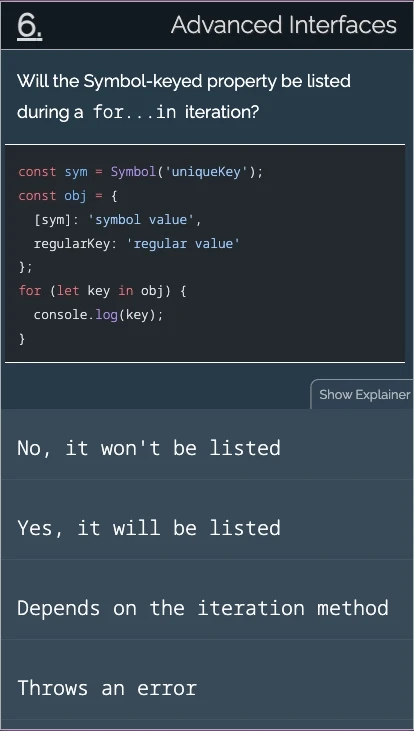 6.
Advanced Interfaces
Will the Symbol-keyed property be listed
during a for...in iteration?
const sym = Symbol('uniqueKey');
const obj = {
  [sym]: 'symbol value',
  regularKey: 'regular value'
};
for (let key in obj) {
  console.log(key);
}
Show Explainer
No, it won't be listed
Yes, it will be listed
Depends on the iteration method
Throws an error